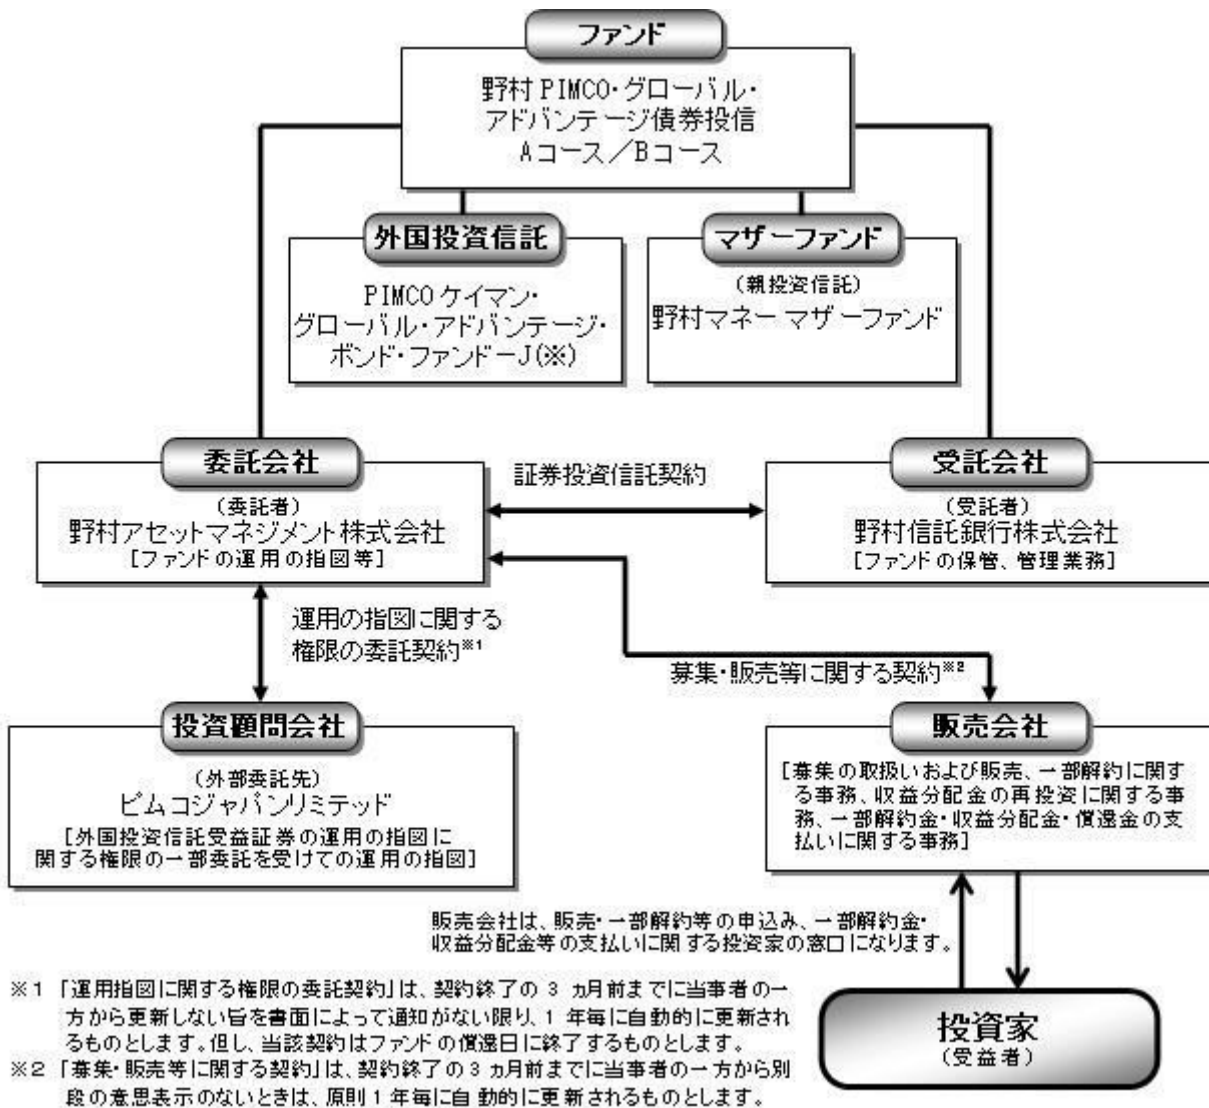 ファンド
野村PIMCO・グローバル・
アドバンテージ債券投信
Aコース/Bコース
外国投資信託
PIMCOケイマン・
グローバル・アドバンテージ・
ボンド・ファンド－J(※)
マザーファンド
(親投資信託)
野村マネー マザーファンド
委託会社
(委託者)
野村アセットマネジメント株式会社
[ファンドの運用の指図等]
証券投資信託契約
受託会社
(受託者)
野村信託銀行株式会社
[ファンドの保管、管理業務]
運用の指図に関する
権限の委託契約※1
募集・販売等に関する契約※2
投資顧問会社
(外部委託先)
ピムコジャパンリミテッド
[外国投資信託受益証券の運用の指図に
関する権限の一部委託を受けての運用の指図]
販売会社
[募集の取扱いおよび販売、一部解約に関す
る事務、収益分配金の再投資に関する事
務、一部解約金・収益分配金・償還金の支
払いに関する事務]
販売会社は、販売・一部解約等の申込み、一部解約金・
収益分配金等の支払いに関する投資家の窓口になります。
投資家
(受益者)
※1 「運用指図に関する権限の委託契約」は、契約終了の 3 ヵ月前までに当事者の一
方から更新しない旨を書面によって通知がない限り、1 年毎に自動的に更新され
るものとします。但し、当該契約はファンドの償還日に終了するものとします。
※2 「募集・販売等に関する契約」は、契約終了の3 ヵ月前までに当事者の一方から別
段の意思表示のないときは、原則1 年毎に自動的に更新されるものとします。